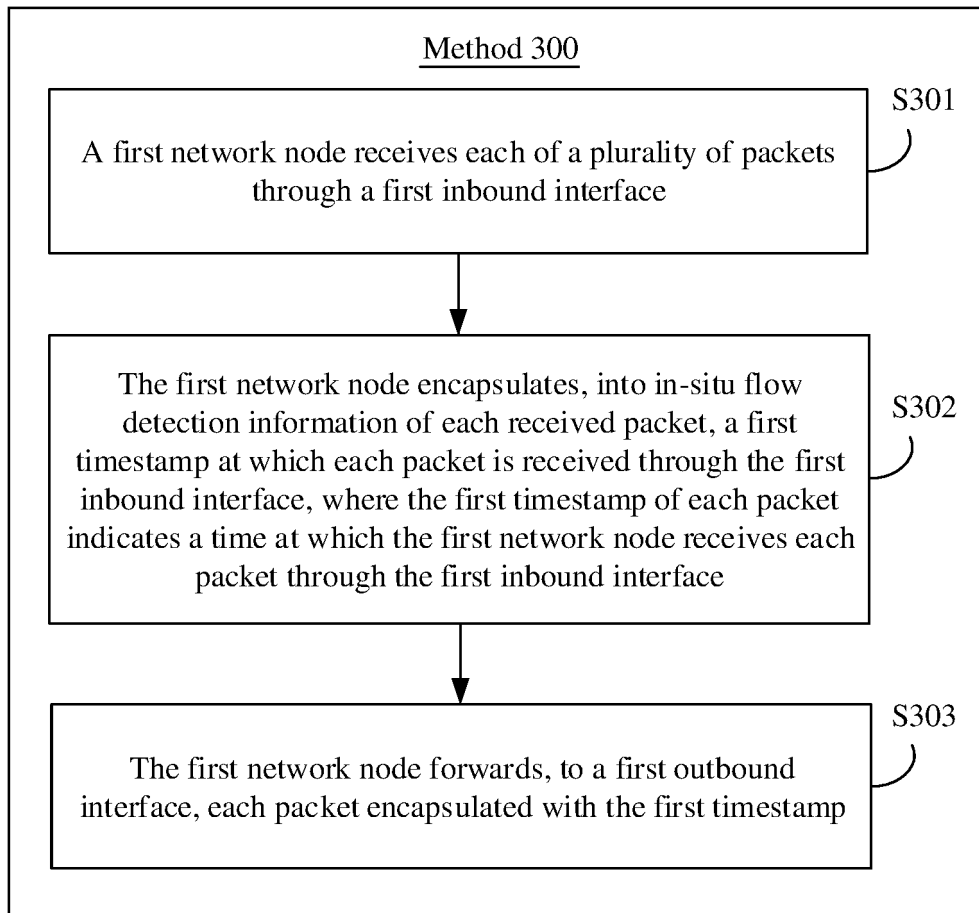 Method 300
S301
A first network node receives each of a plurality of packets
through a first inbound interface
S302
The first network node encapsulates, into in-situ flow
detection information of each received packet, a first
timestamp at which each packet is received through the first
inbound interface, where the first timestamp of each packet
indicates a time at which the first network node receives each
packet through the first inbound interface
S303
The first network node forwards, to a first outbound
interface, each packet encapsulated with the first timestamp